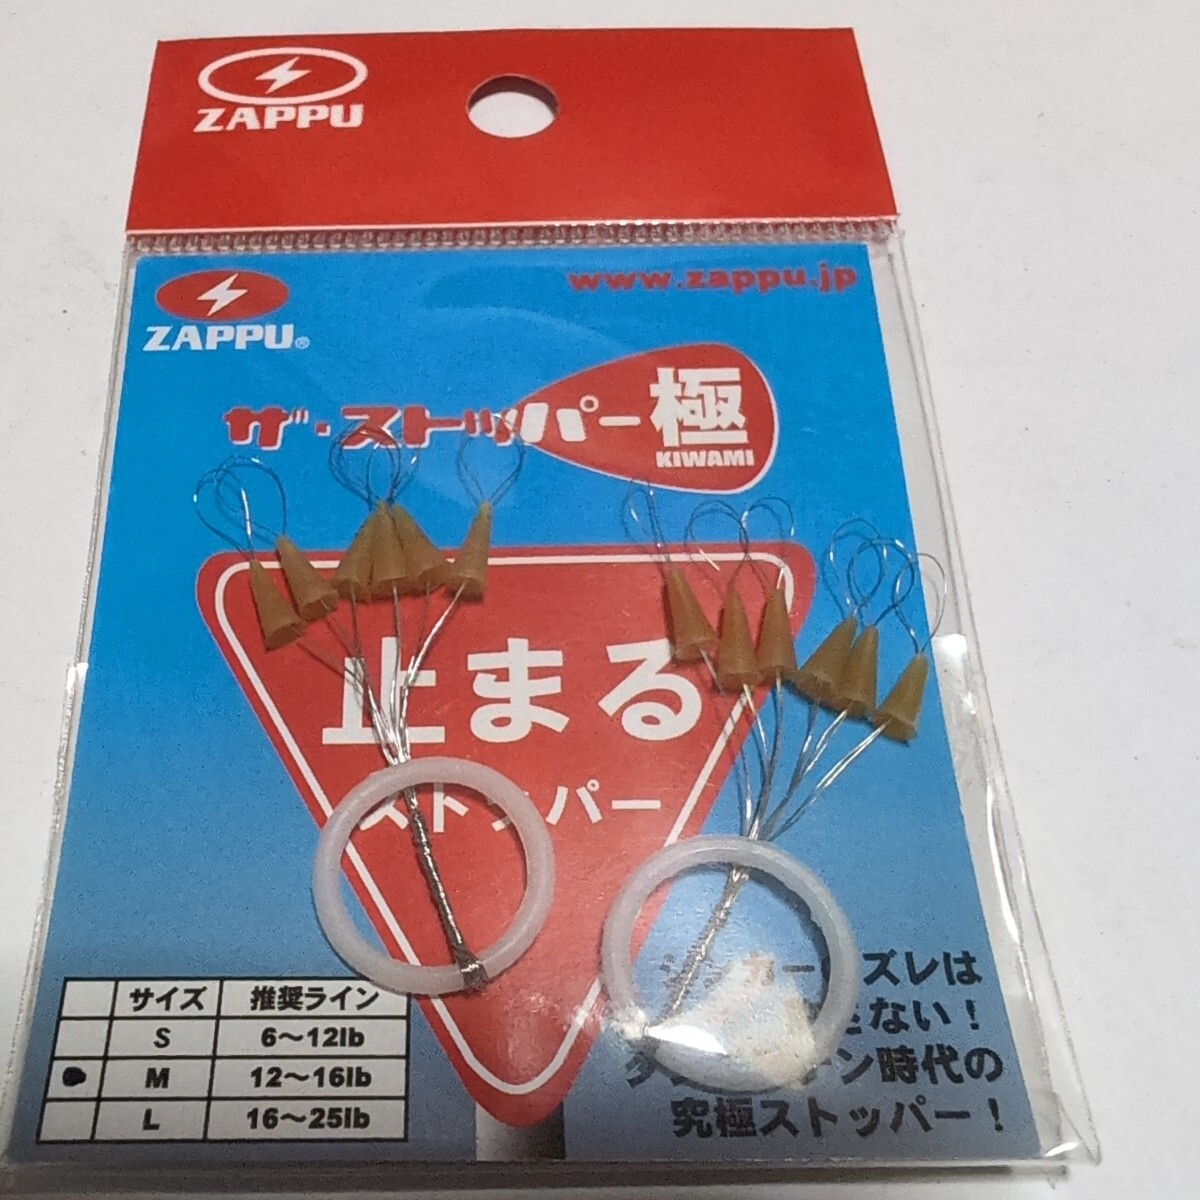 ZAPPU
www.zappu.jp
ZAPPU®
ザ・ストッパー極
KIWAMI
止まる
ストッパー
サイズ 推奨ライン
S 6～12lb
● M 12～16lb
L 16～25lb
ズレは
ない！
時代の
究極ストッパー！